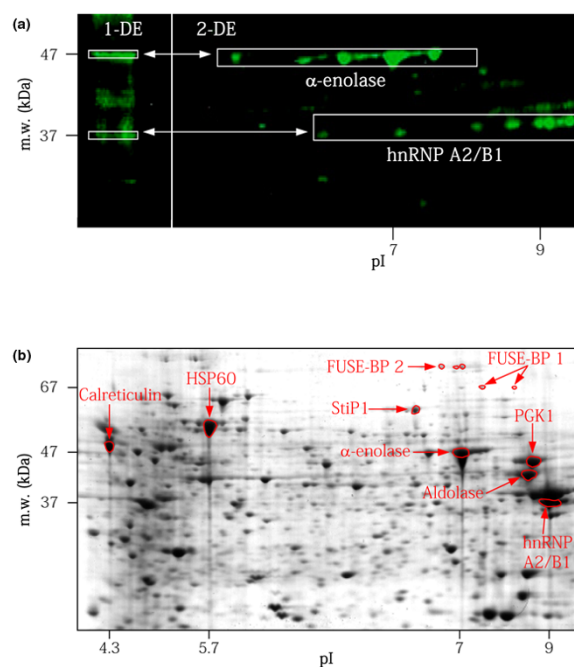 (a)
1-DE 2-DE
47
α-enolase
m.w. (kDa)
37
hnRNP A2/B1
7 9
pI
(b)
FUSE-BP 2 FUSE-BP 1
67
HSP60
Calreticulin
StiP1
PGK1
α-enolase
47
m.w. (kDa)
Aldolase
37
hnRNP
A2/B1
4.3 5.7 7 9
pI